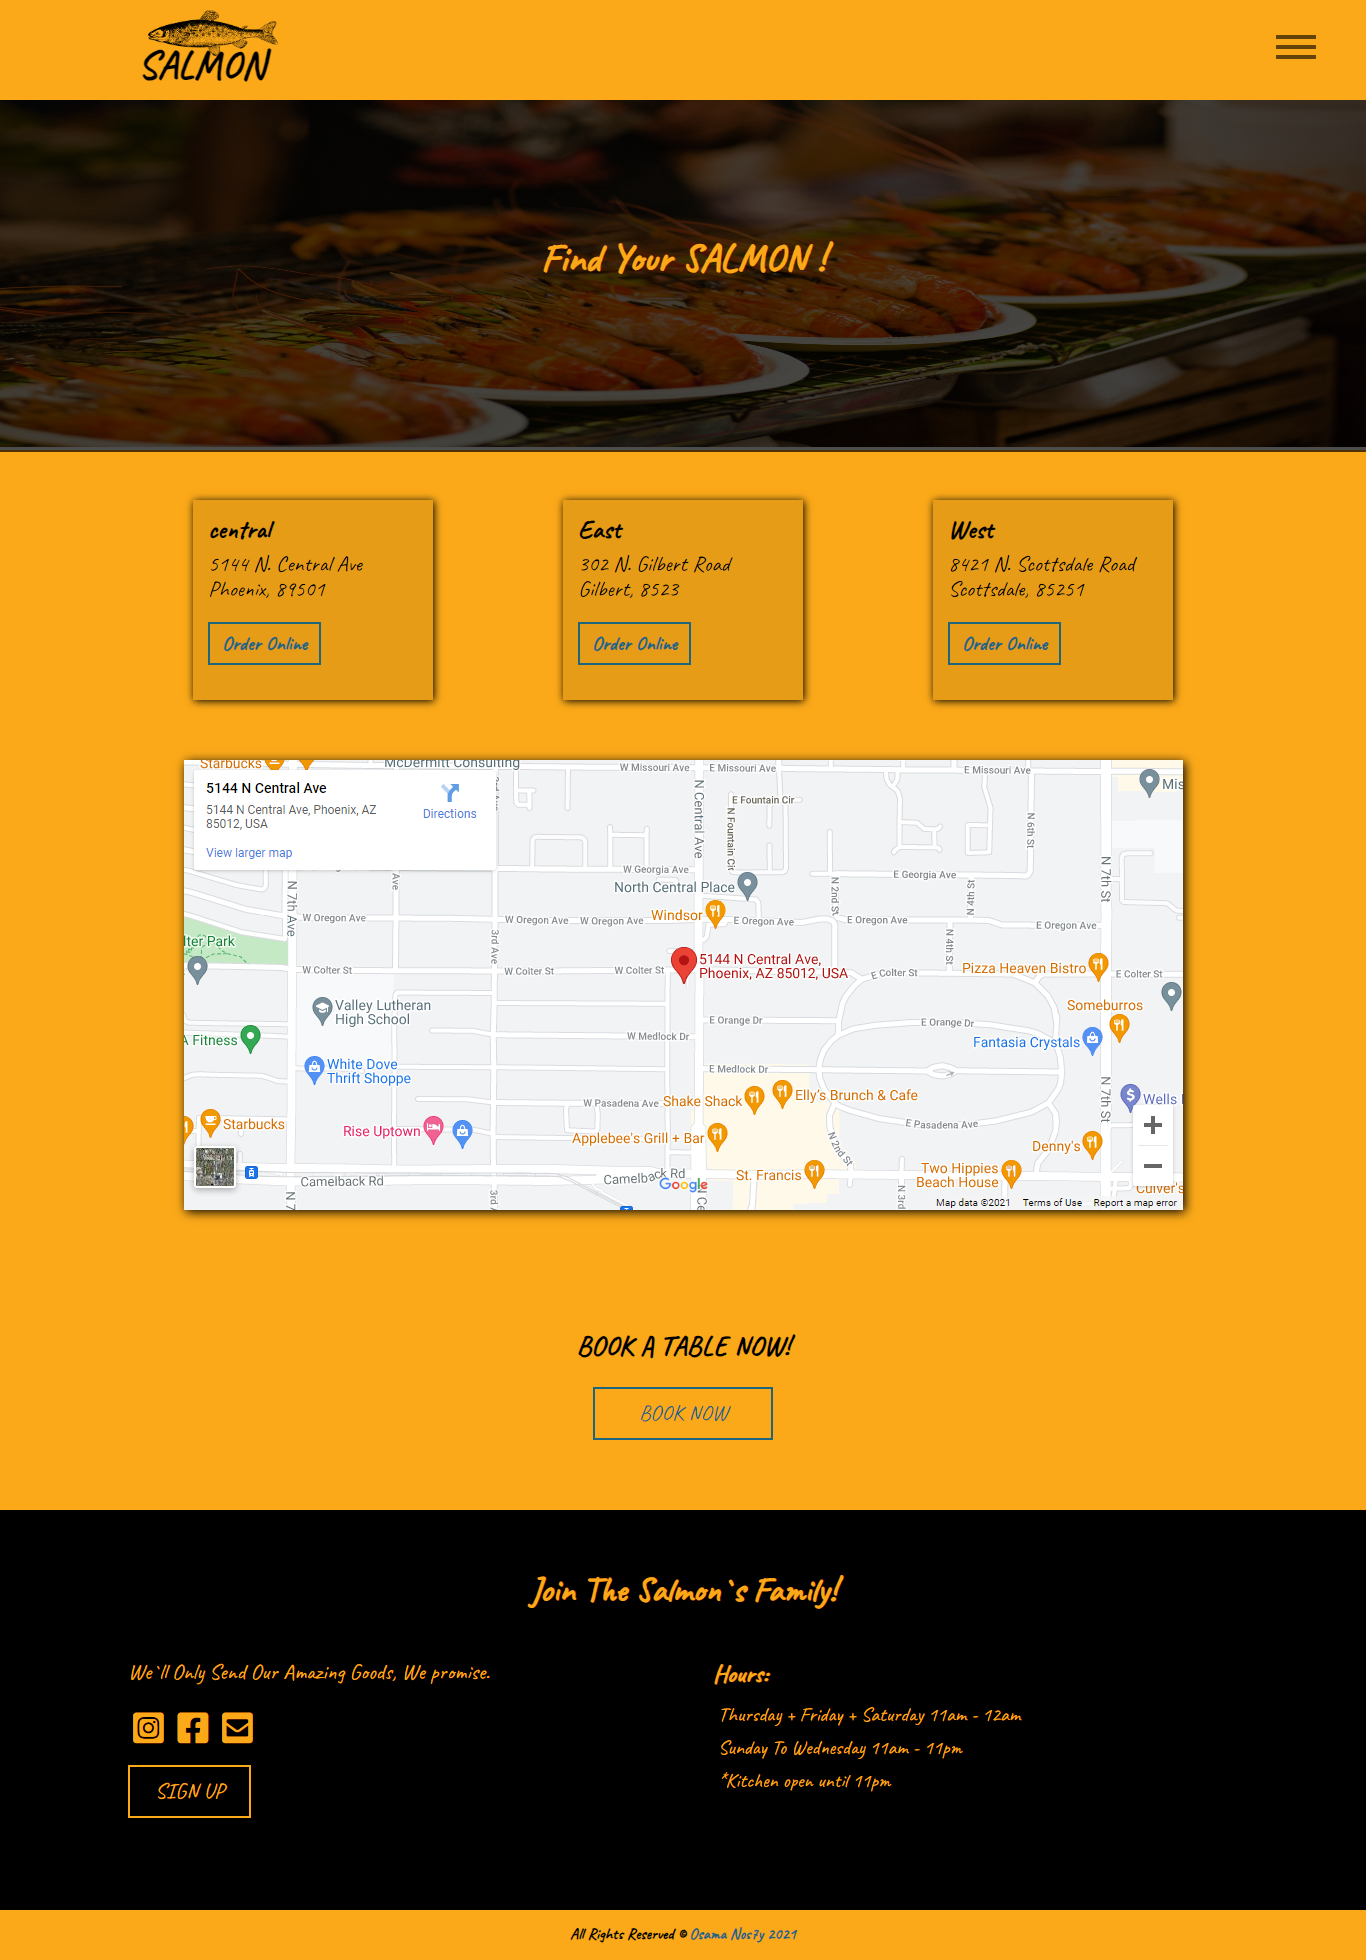 SALMON
Find Your SALMON !
central
5144 N. Central Ave
Phoenix, 89501
Order Online
East
302 N. Gilbert Road
Gilbert, 8523
Order Online
West
8421 N. Scottsdale Road
Scottsdale, 85251
Order Online
Starbucks
McDermitt Consulting
W Missouri Ave
E Missouri Ave
E Missouri Ave
5144 N Central Ave
5144 N Central Ave, Phoenix, AZ
85012, USA
Directions
View larger map
N Central Ave
E Fountain Cir
N Fountain Cir
N 6th St
W Georgia Ave
E Georgia Ave
North Central Place
N 7th Ave
3rd Ave
N 2nd St
N 4th St
N 4th St
N 7th St
Windsor
W Oregon Ave
W Oregon Ave
W Oregon Ave
E Oregon Ave
E Oregon Ave
E Oregon Ave
lter Park
5144 N Central Ave,
Phoenix, AZ 85012, USA
W Colter St
W Colter St
W Colter St
E Colter St
Pizza Heaven Bistro
E Colter St
Valley Lutheran
High School
Someburros
E Orange Dr
E Orange Dr
A Fitness
W Medlock Dr
Fantasia Crystals
White Dove
Thrift Shoppe
E Medlock Dr
N 7th St
Shake Shack
Elly's Brunch & Cafe
W Pasadena Ave
Wells
Starbucks
Rise Uptown
E Pasadena Ave
Applebee's Grill + Bar
N 2nd St
Denny's
St. Francis
Two Hippies
Beach House
Camelback Rd
Camelback Rd
Google
Culver's
N 7
3rd
N Ce
N 3rd
Map data ©2021
Terms of Use
Report a map error
BOOK A TABLE NOW!
BOOK NOW
Join The Salmon`s Family!
We`ll Only Send Our Amazing Goods, We promise.
SIGN UP
Hours:
Thursday + Friday + Saturday 11am - 12am
Sunday To Wednesday 11am - 11pm
*Kitchen open until 11pm
All Rights Reserved © Osama Nos7y 2021